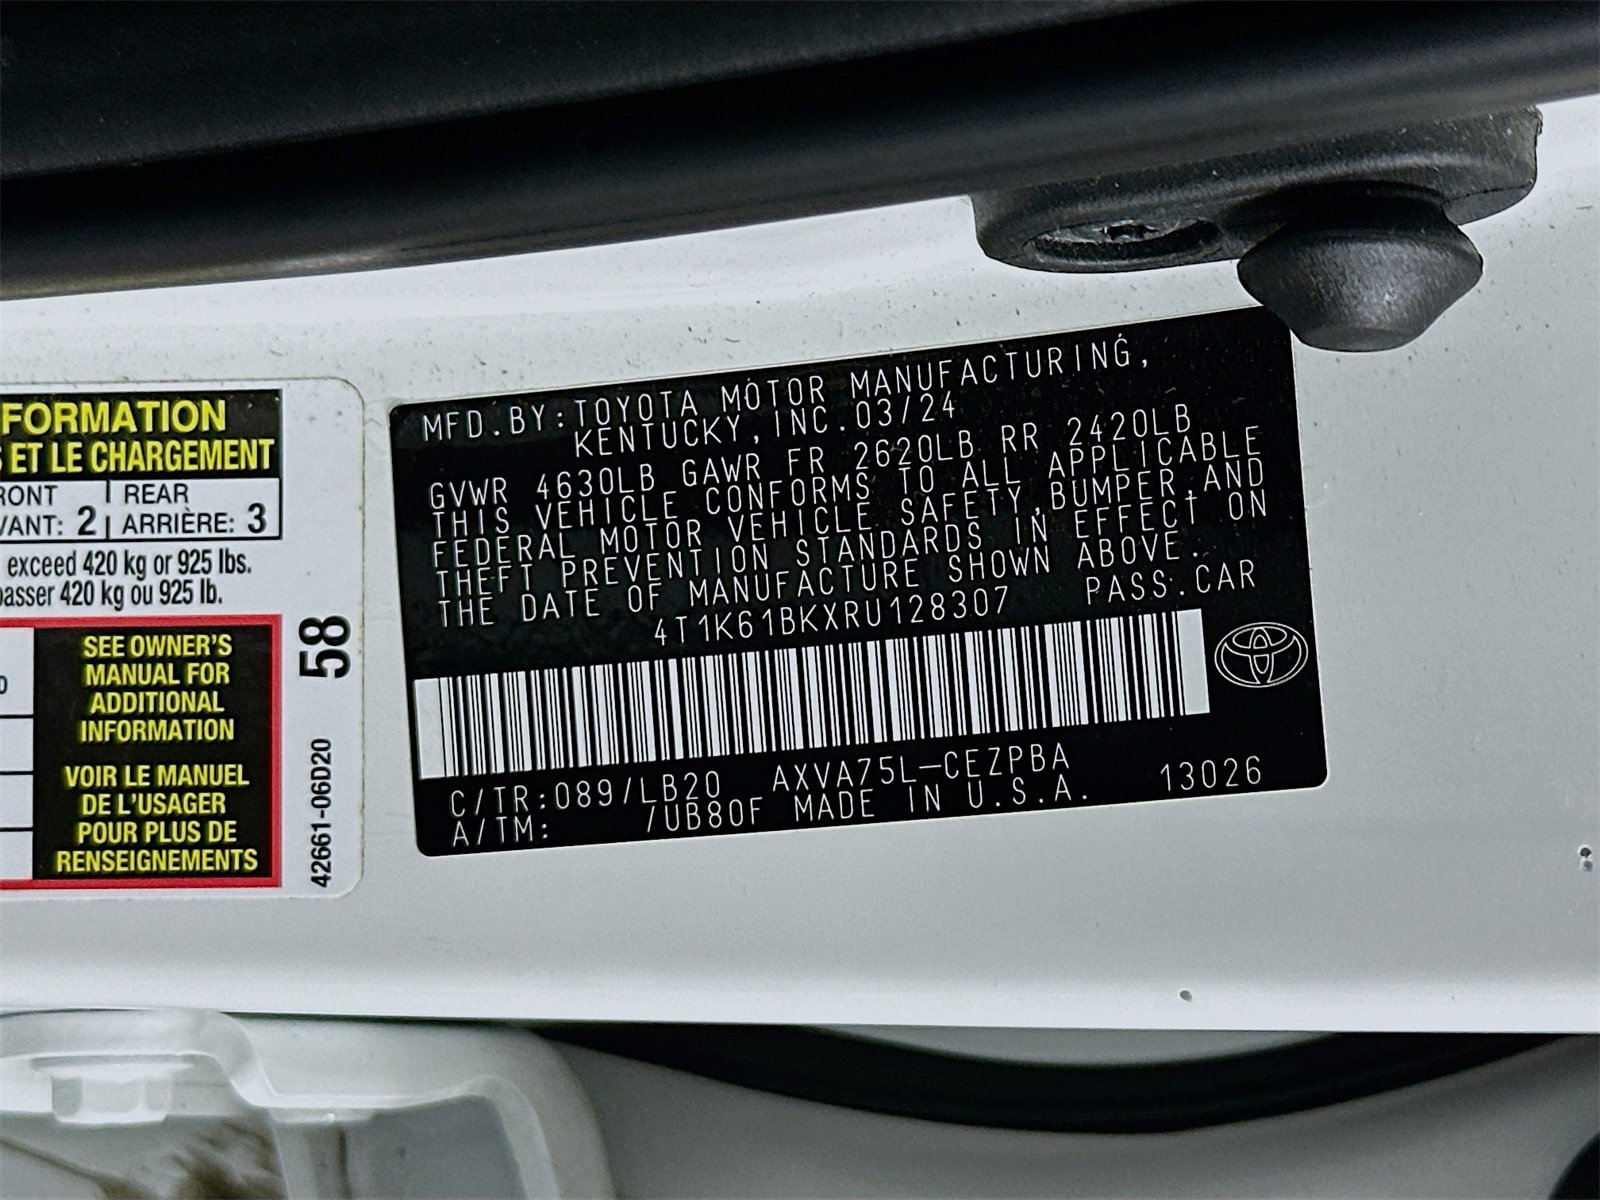 FORMATION
ET LE CHARGEMENT
RONT REAR
VANT: 2 ARRIÈRE: 3
exceed 420 kg or 925 lbs.
passer 420 kg ou 925 lb.
SEE OWNER'S
MANUAL FOR
ADDITIONAL
INFORMATION
VOIR LE MANUEL
DE L'USAGER
POUR PLUS DE
RENSEIGNEMENTS
58
42661-06D20
MFD.BY:TOYOTA MOTOR MANUFACTURING,
KENTUCKY,INC.03/24
GVWR 4630LB GAWR FR 2620LB RR 2420LB
THIS VEHICLE CONFORMS TO ALL APPLICABLE
FEDERAL MOTOR VEHICLE SAFETY,BUMPER,AND
THEFT PREVENTION STANDARDS IN EFFECT ON
THE DATE OF MANUFACTURE SHOWN ABOVE.
4T1K61BKXRU128307 PASS.CAR
C/TR:089/LB20 AXVA75L-CEZPBA 13026
A/TM: /UB80F MADE IN U.S.A.